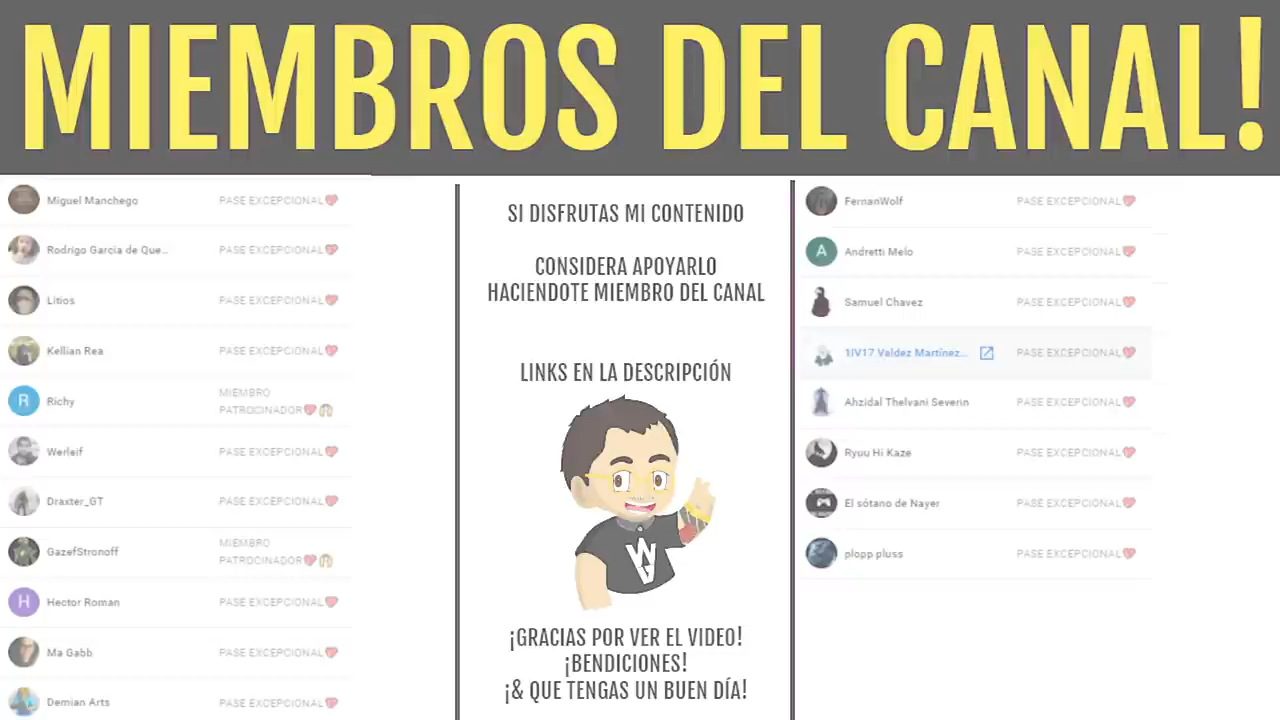 MIEMBROS DEL CANAL!
Miguel Manchego PASE EXCEPCIONAL💖
Rodrigo Garcia de Que... PASE EXCEPCIONAL💖
Litios PASE EXCEPCIONAL💖
Kellian Rea PASE EXCEPCIONAL💖
R Richy MIEMBRO
PATROCINADOR💖
Werleif PASE EXCEPCIONAL💖
Draxter_GT PASE EXCEPCIONAL💖
GazefStronoff MIEMBRO
PATROCINADOR💖
H Hector Roman PASE EXCEPCIONAL💖
Ma Gabb PASE EXCEPCIONAL💖
Demian Arts PASE EXCEPCIONAL💖
SI DISFRUTAS MI CONTENIDO
CONSIDERA APOYARLO
HACIENDOTE MIEMBRO DEL CANAL
LINKS EN LA DESCRIPCIÓN
¡GRACIAS POR VER EL VIDEO!
¡BENDICIONES!
¡& QUE TENGAS UN BUEN DÍA!
FernanWolf PASE EXCEPCIONAL💖
A Andretti Melo PASE EXCEPCIONAL💖
Samuel Chavez PASE EXCEPCIONAL💖
1IV17 Valdez Martínez... PASE EXCEPCIONAL💖
Ahzidal Thelvani Severin PASE EXCEPCIONAL💖
Ryuu Hi Kaze PASE EXCEPCIONAL💖
El sótano de Nayer PASE EXCEPCIONAL💖
plopp pluss PASE EXCEPCIONAL💖